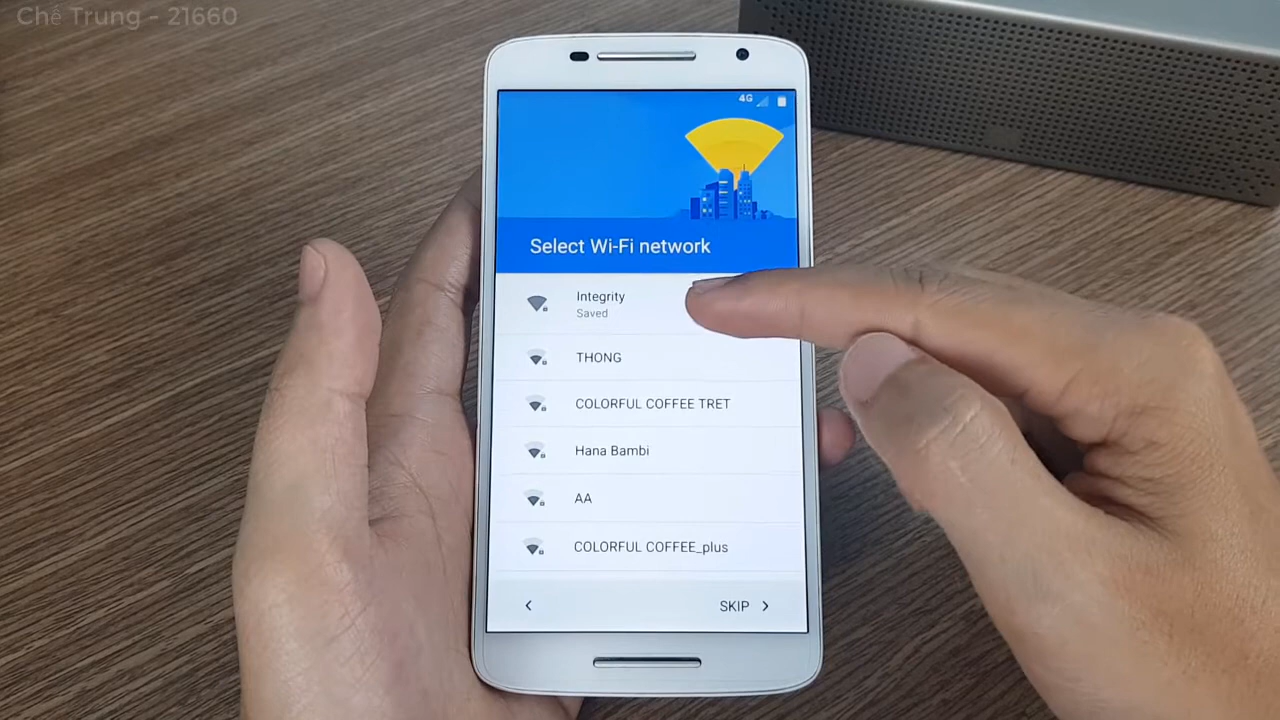 Chế Trung - 21660
4G
Select Wi-Fi network
Integrity
Saved
THONG
COLORFUL COFFEE TRET
Hana Bambi
AA
COLORFUL COFFEE_plus
SKIP